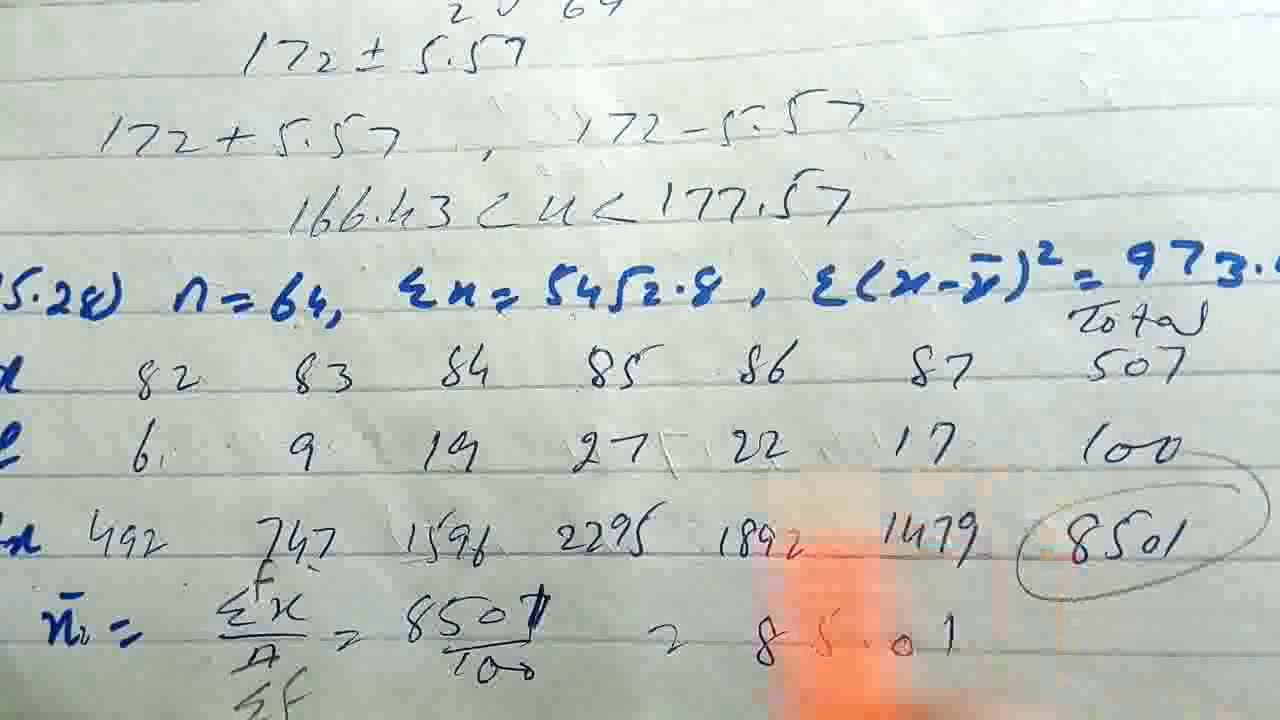 172 ± 5.57
172 + 5.57 , 172 - 5.57
166.43 < u < 177.57
5.28) n = 64, Σx = 5452.8, Σ(x-x̄)² = 973.
Total
x 82 83 84 85 86 87 507
f 6 9 19 27 22 17 100
x 492 747 1596 2295 1892 1479 8501
x̄ = Σfx / n = 8501 / 100 = 85.01
Σf